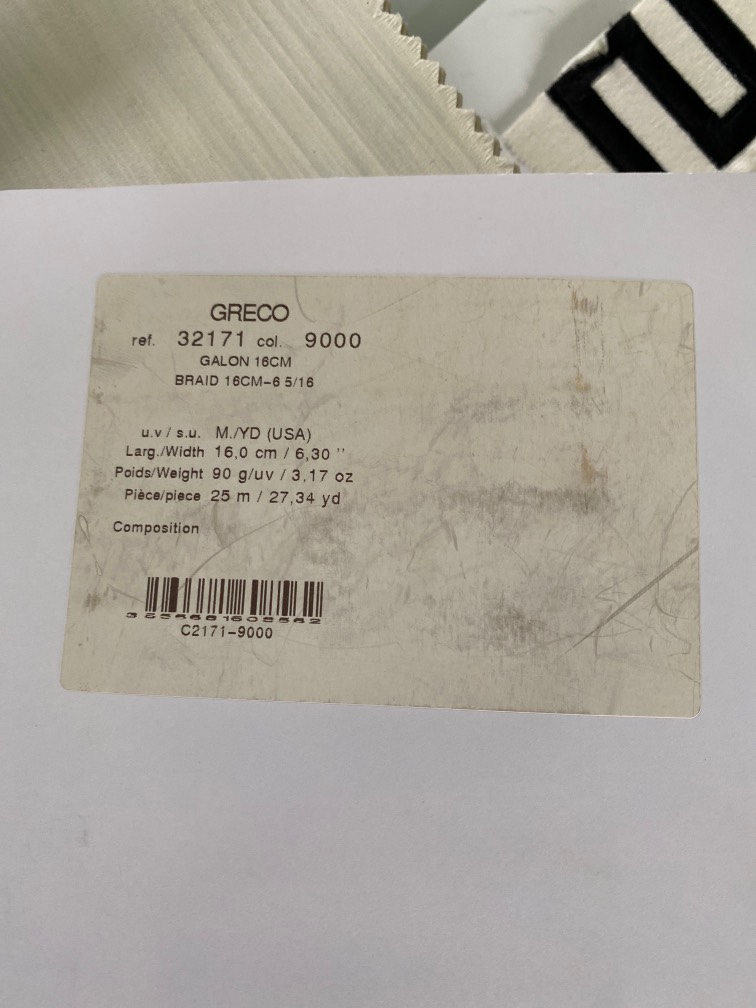 GRECO
ref. 32171 col. 9000
GALON 16CM
BRAID 16CM-6 5/16
u.v / s.u. M./YD (USA)
Larg./Width 16,0 cm / 6,30 ''
Poids/Weight 90 g/uv / 3,17 oz
Pièce/piece 25 m / 27,34 yd
Composition
C2171-9000